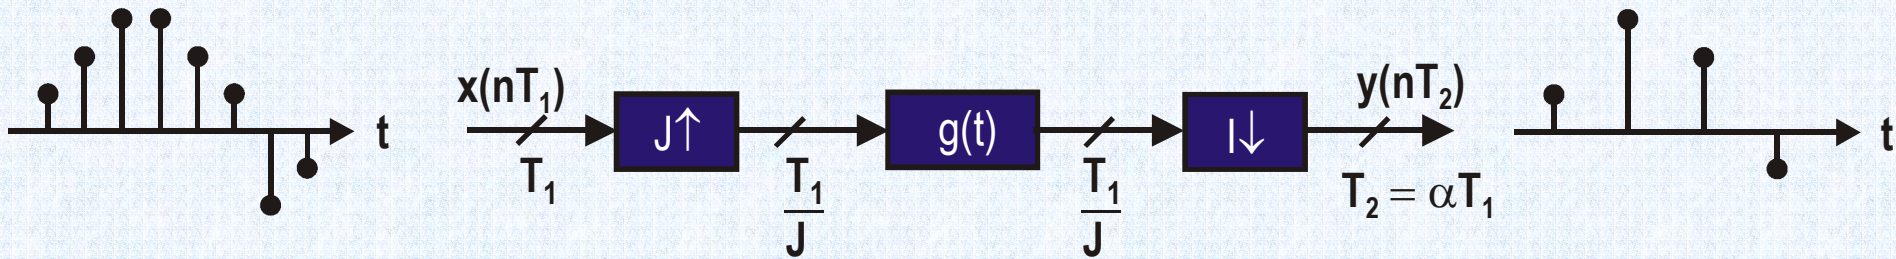 t
x(nT₁)
T₁
J↑
T₁
J
g(t)
T₁
J
I↓
y(nT₂)
T₂ = αT₁
t